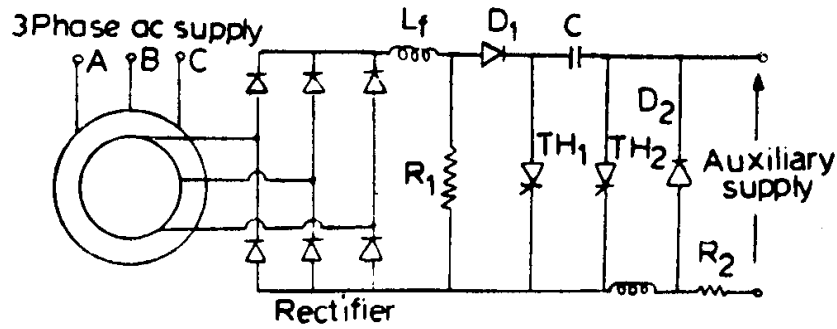 3Phase ac supply
A B C
Lf
D1
C
R1
TH1
TH2
D2
Auxiliary
supply
R2
Rectifier